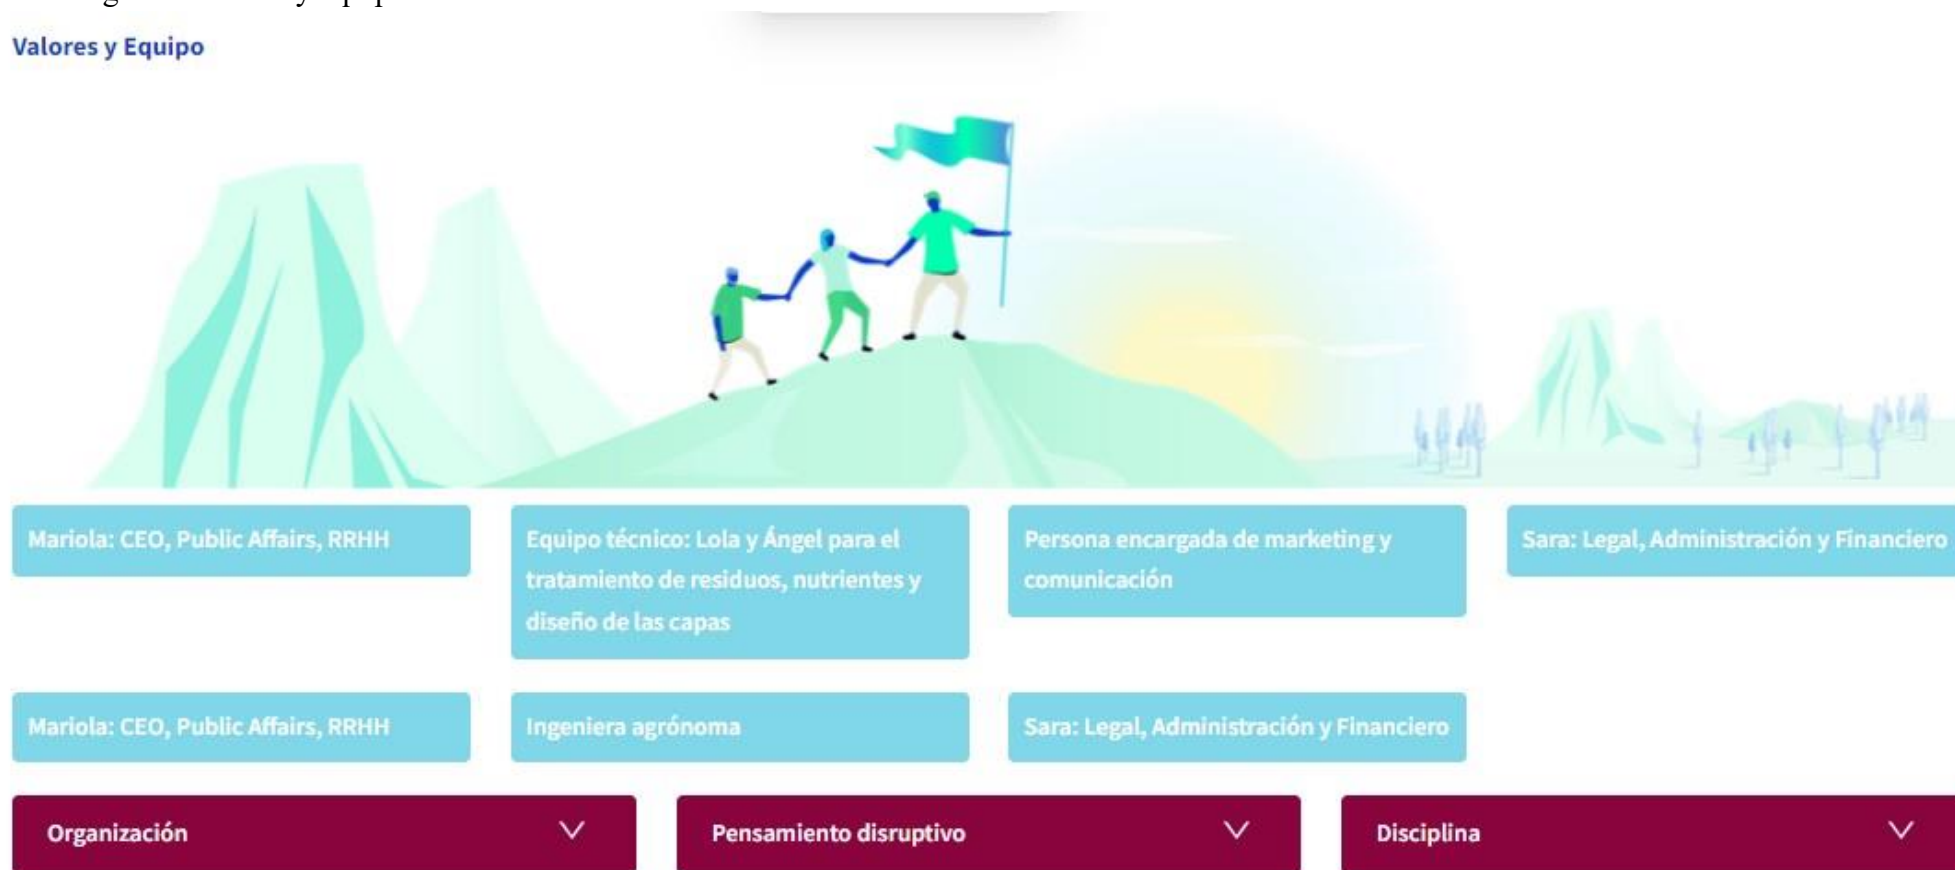 Valores y Equipo
Mariola: CEO, Public Affairs, RRHH
Equipo técnico: Lola y Ángel para el
tratamiento de residuos, nutrientes y
diseño de las capas
Persona encargada de marketing y
comunicación
Sara: Legal, Administración y Financiero
Mariola: CEO, Public Affairs, RRHH
Ingeniera agrónoma
Sara: Legal, Administración y Financiero
Organización
Pensamiento disruptivo
Disciplina